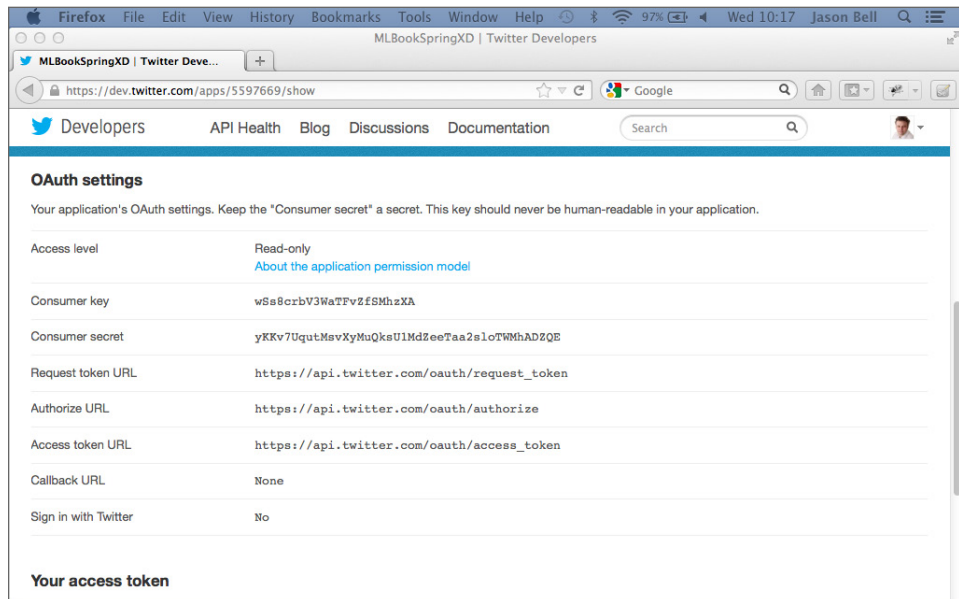 Firefox File Edit View History Bookmarks Tools Window Help 97% Wed 10:17 Jason Bell
MLBookSpringXD | Twitter Developers
MLBookSpringXD | Twitter Deve...
https://dev.twitter.com/apps/5597669/show
Google
Developers API Health Blog Discussions Documentation Search
OAuth settings
Your application's OAuth settings. Keep the "Consumer secret" a secret. This key should never be human-readable in your application.
Access level Read-only
About the application permission model
Consumer key wSs8crbV3WaTFvZfSMhzXA
Consumer secret yKKv7UqutMsvXyMuQksU1MdZeeTaa2sloTWMhADZQE
Request token URL https://api.twitter.com/oauth/request_token
Authorize URL https://api.twitter.com/oauth/authorize
Access token URL https://api.twitter.com/oauth/access_token
Callback URL None
Sign in with Twitter No
Your access token